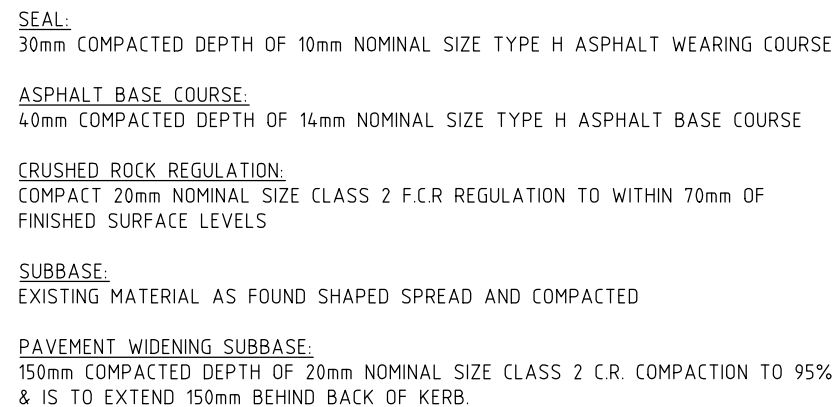 SEAL:
30mm COMPACTED DEPTH OF 10mm NOMINAL SIZE TYPE H ASPHALT WEARING COURSE
ASPHALT BASE COURSE:
40mm COMPACTED DEPTH OF 14mm NOMINAL SIZE TYPE H ASPHALT BASE COURSE
CRUSHED ROCK REGULATION:
COMPACT 20mm NOMINAL SIZE CLASS 2 F.C.R REGULATION TO WITHIN 70mm OF
FINISHED SURFACE LEVELS
SUBBASE:
EXISTING MATERIAL AS FOUND SHAPED SPREAD AND COMPACTED
PAVEMENT WIDENING SUBBASE:
150mm COMPACTED DEPTH OF 20mm NOMINAL SIZE CLASS 2 C.R. COMPACTION TO 95%
& IS TO EXTEND 150mm BEHIND BACK OF KERB.